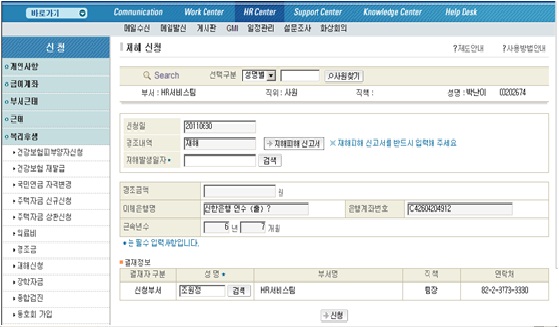 바로가기 Communication Work Center HR Center Support Center Knowledge Center Help Desk
메일수신 메일발신 게시판 GMI 일정관리 설문조사 화상회의
신 청
개인사항
급여계좌
부서근태
근태
복리후생
건강보험피부양자신청
건강보험 재발급
국민연금 자격변경
주택자금 신규신청
주택자금 상환신청
의료비
경조금
재해신청
장학자금
종합검진
동호회 가입
재해 신청 ?제도안내 ?사용방법안내
Search 선택구분 성명별 사원찾기
부서 : HR서비스팀 직위 : 사원 직책 : 성명 : 박난이 00202674
신청일 20110630
경조내역 재해 재해피해 신고서 ※ 재해피해 신고서를 반드시 입력해 주세요
재해발생일자 검색
경조금액 원
이체은행명 신한은행 연수 (출) ? 은행계좌번호 C42604204912
근속년수 6 년 7 개월
는 필수 입력사항입니다.
결재정보
결재자 구분 성 명 부서명 직 책 연락처
신청부서 조원정 검색 HR서비스팀 팀장 82-2-3773-3330
신청